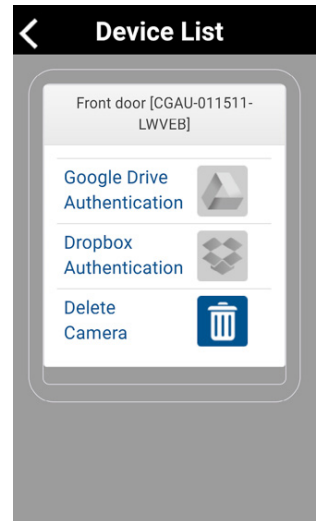 Device List
Front door [CGAU-011511-
LWVEB]
Google Drive
Authentication
Dropbox
Authentication
Delete
Camera